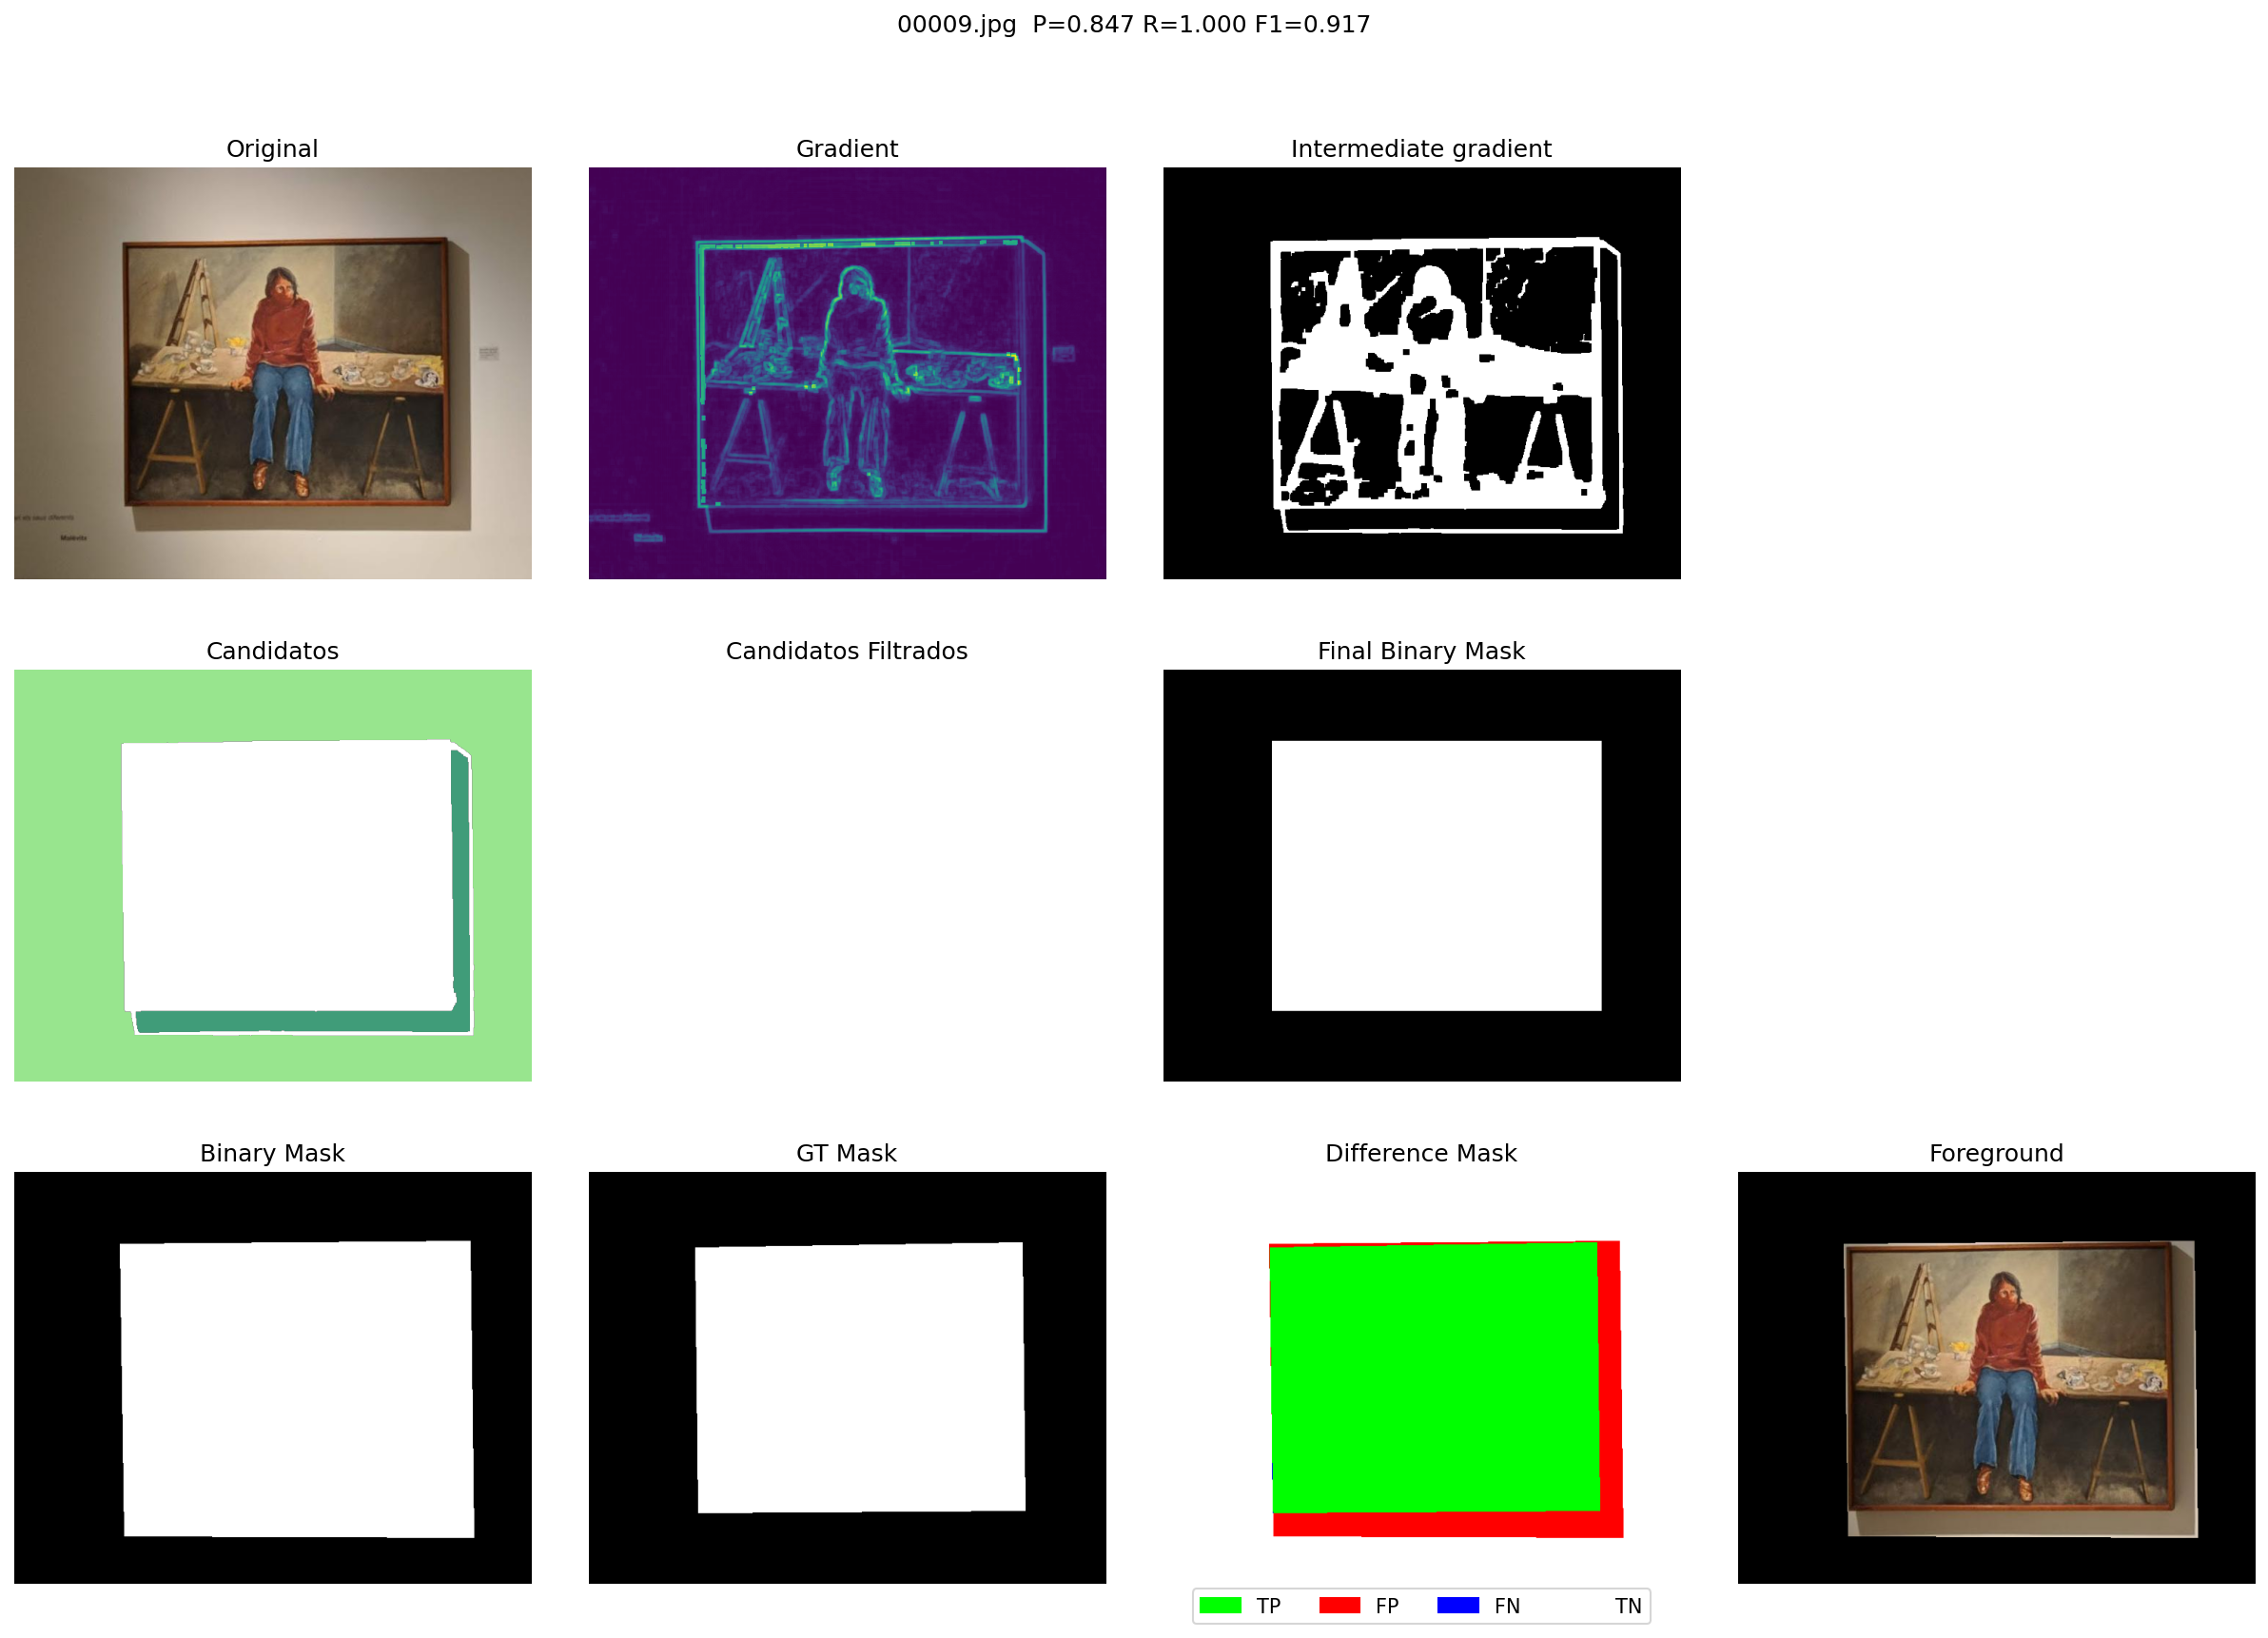 00009.jpg  P=0.847 R=1.000 F1=0.917
Original
Gradient
Intermediate gradient
Candidatos
Candidatos Filtrados
Final Binary Mask
Binary Mask
GT Mask
Difference Mask
Foreground
TP
FP
FN
TN